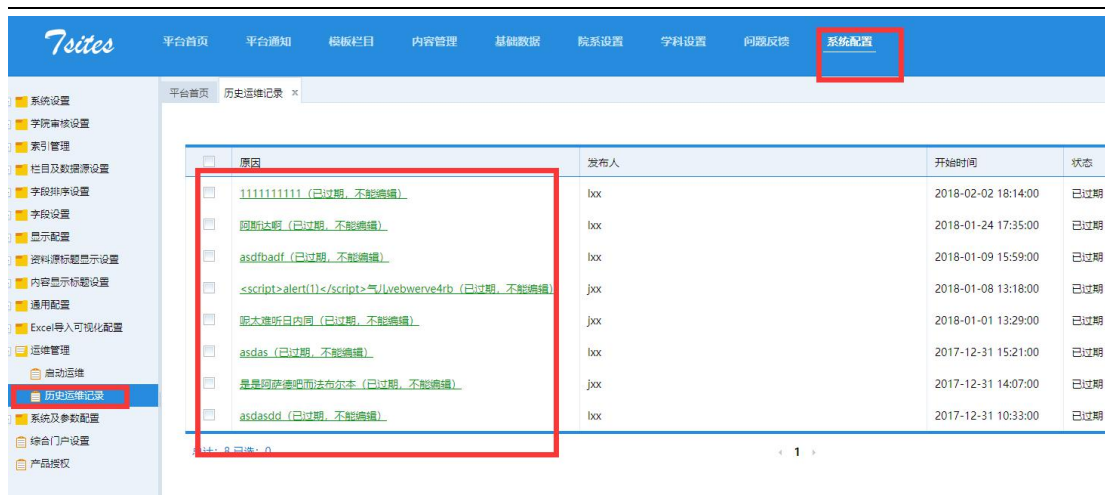 Tsites 平台首页 平台通知 模板栏目 内容管理 基础数据 院系设置 学科设置 问题反馈 系统配置
平台首页 历史运维记录 ×
系统设置
学院审核设置
索引管理
栏目及数据源设置
字段排序设置
字段设置
显示配置
资料源标题显示设置
内容显示标题设置
通用配置
Excel导入可视化配置
运维管理
启动运维
历史运维记录
系统及参数配置
综合门户设置
产品授权
原因 发布人 开始时间 状态
1111111111（已过期，不能编辑） lxx 2018-02-02 18:14:00 已过期
阿斯达啊（已过期，不能编辑） lxx 2018-01-24 17:35:00 已过期
asdfbadf（已过期，不能编辑） lxx 2018-01-09 15:59:00 已过期
<script>alert(1)</script>气儿vebwerve4rb（已过期，不能编辑） jxx 2018-01-08 13:18:00 已过期
呢太难听日内同（已过期，不能编辑） jxx 2018-01-01 13:29:00 已过期
asdas（已过期，不能编辑） lxx 2017-12-31 15:21:00 已过期
是是阿萨德吧而法布尔本（已过期，不能编辑） jxx 2017-12-31 14:07:00 已过期
asdasdd（已过期，不能编辑） lxx 2017-12-31 10:33:00 已过期
总计：8 已选：0 1